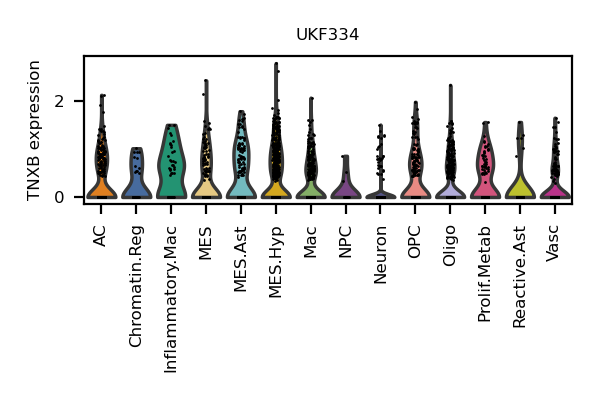 UKF334
TNXB expression
2
0
AC
Chromatin.Reg
Inflammatory.Mac
MES
MES.Ast
MES.Hyp
Mac
NPC
Neuron
OPC
Oligo
Prolif.Metab
Reactive.Ast
Vasc